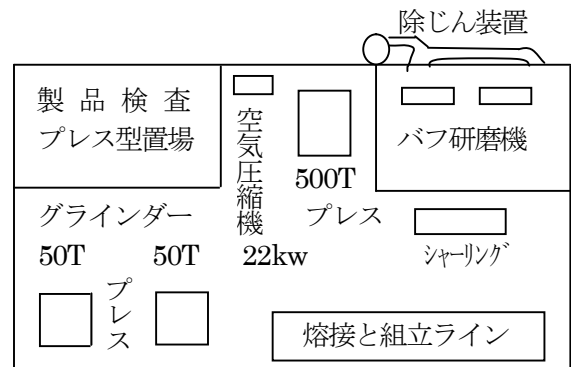 除じん装置
製品検査
プレス型置場
空気圧縮機
22kw
500T
プレス
バフ研磨機
グラインダー
50T
50T
プレス
シャーリング
熔接と組立ライン